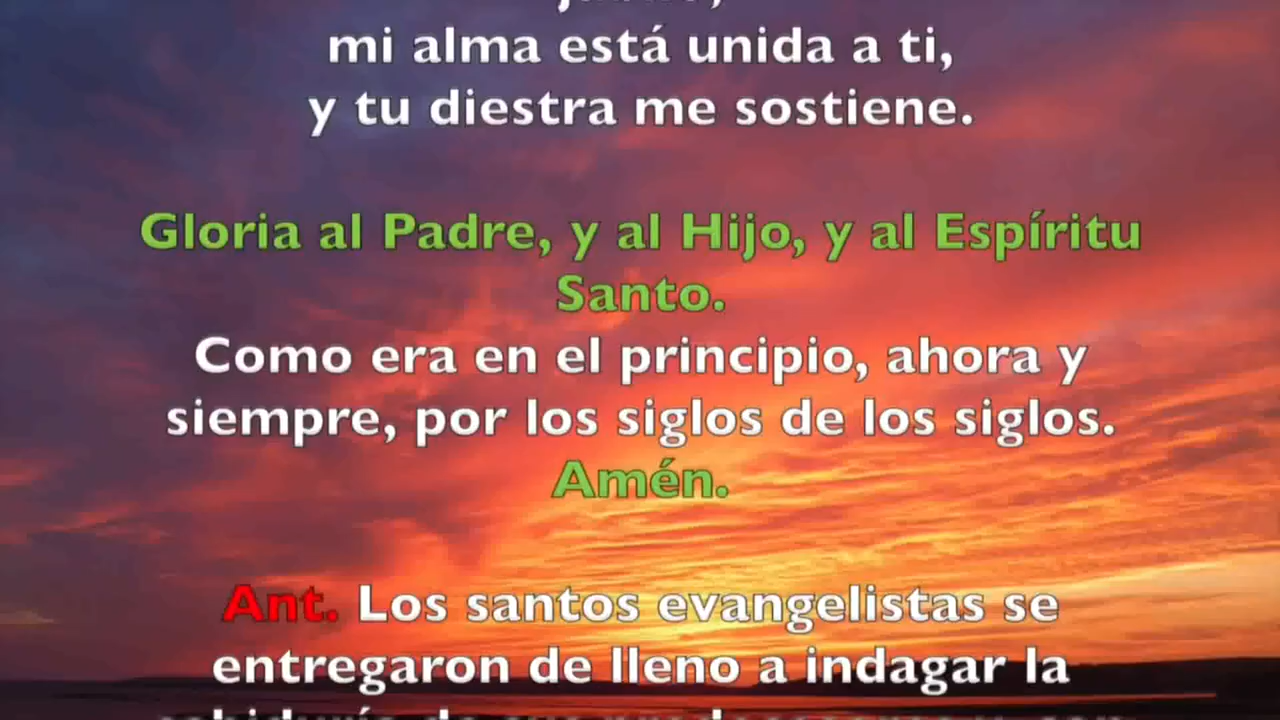 mi alma está unida a ti,
y tu diestra me sostiene.
Gloria al Padre, y al Hijo, y al Espíritu
Santo.
Como era en el principio, ahora y
siempre, por los siglos de los siglos.
Amén.
Ant. Los santos evangelistas se
entregaron de lleno a indagar la